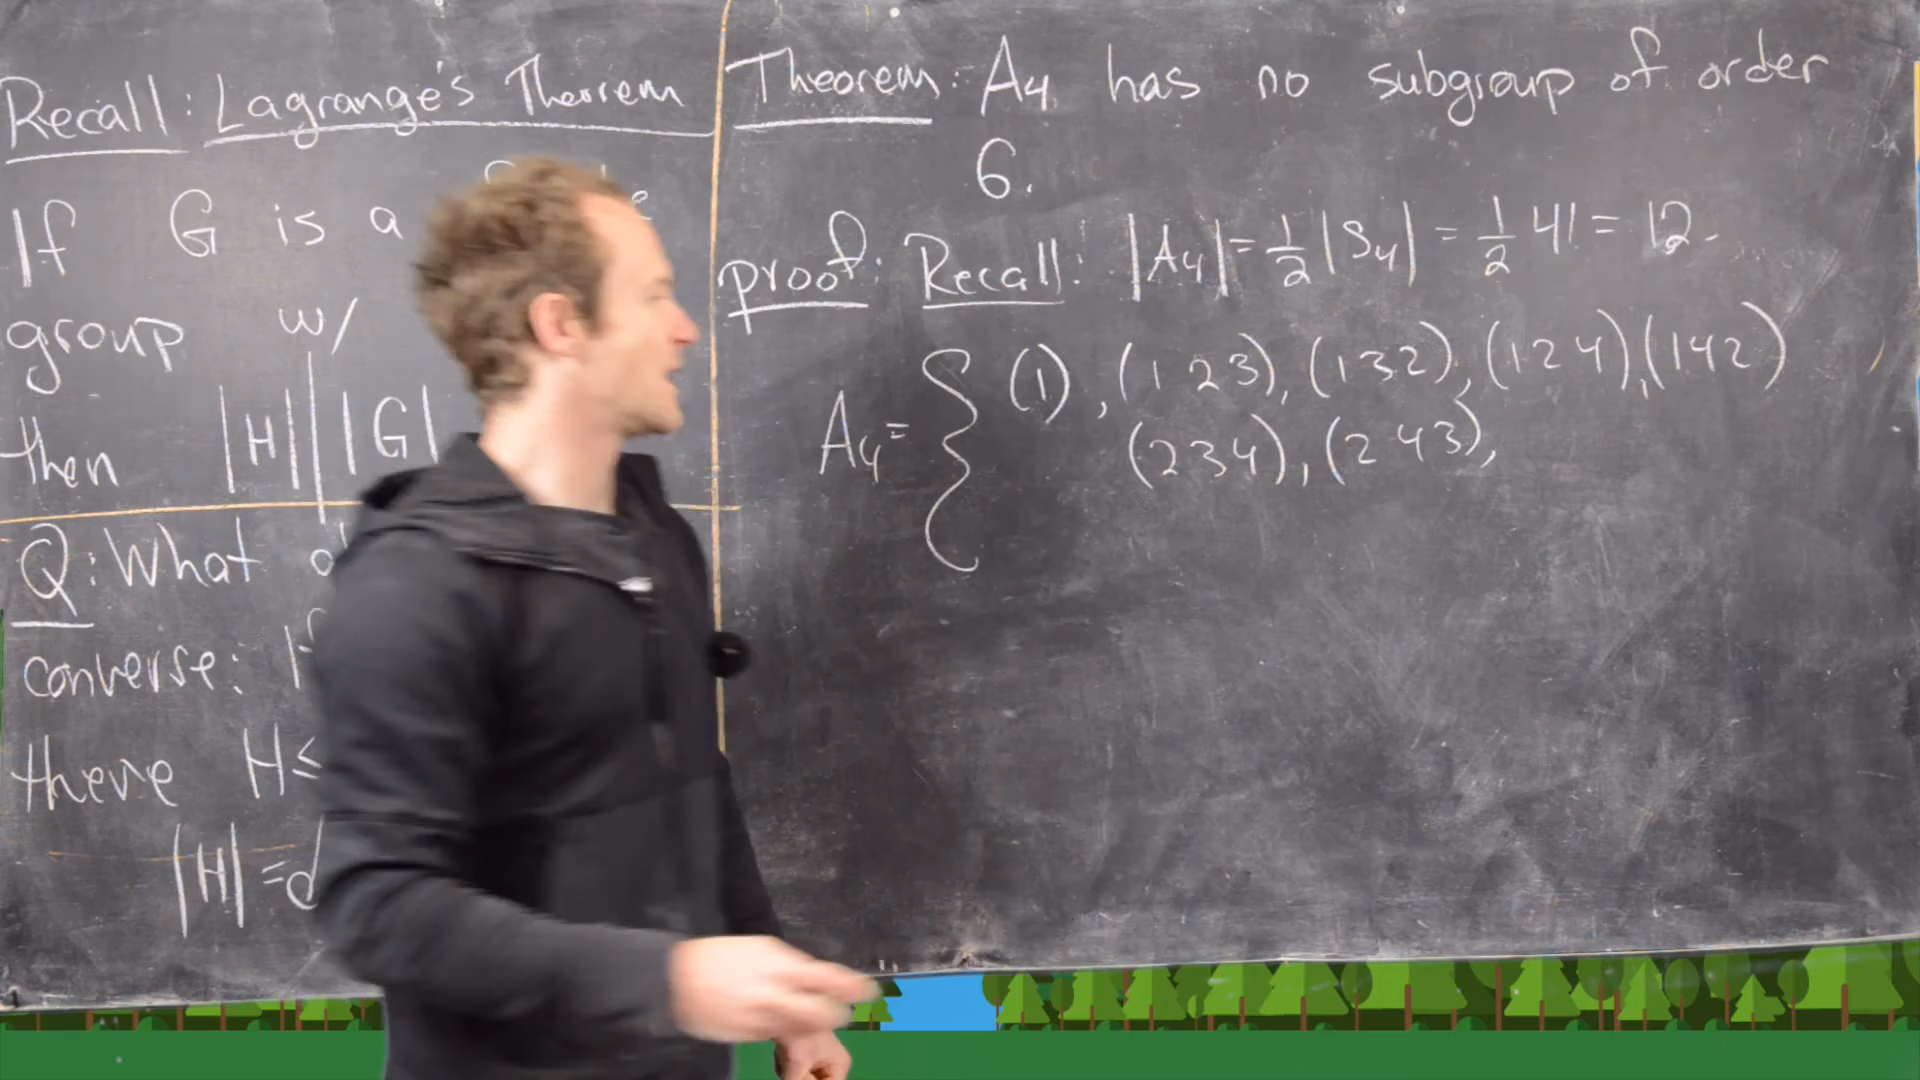 Recall: Lagrange's Theorem
If G is a
group w/
then |H| | |G|
Q: What
converse:
there H≤
|H|=d
Theorem: A₄ has no subgroup of order
6.
proof: Recall: |A₄|=½|S₄|=½ 4!=12.
A₄= { (1), (1 2 3), (1 3 2), (1 2 4), (1 4 2)
(2 3 4), (2 4 3),